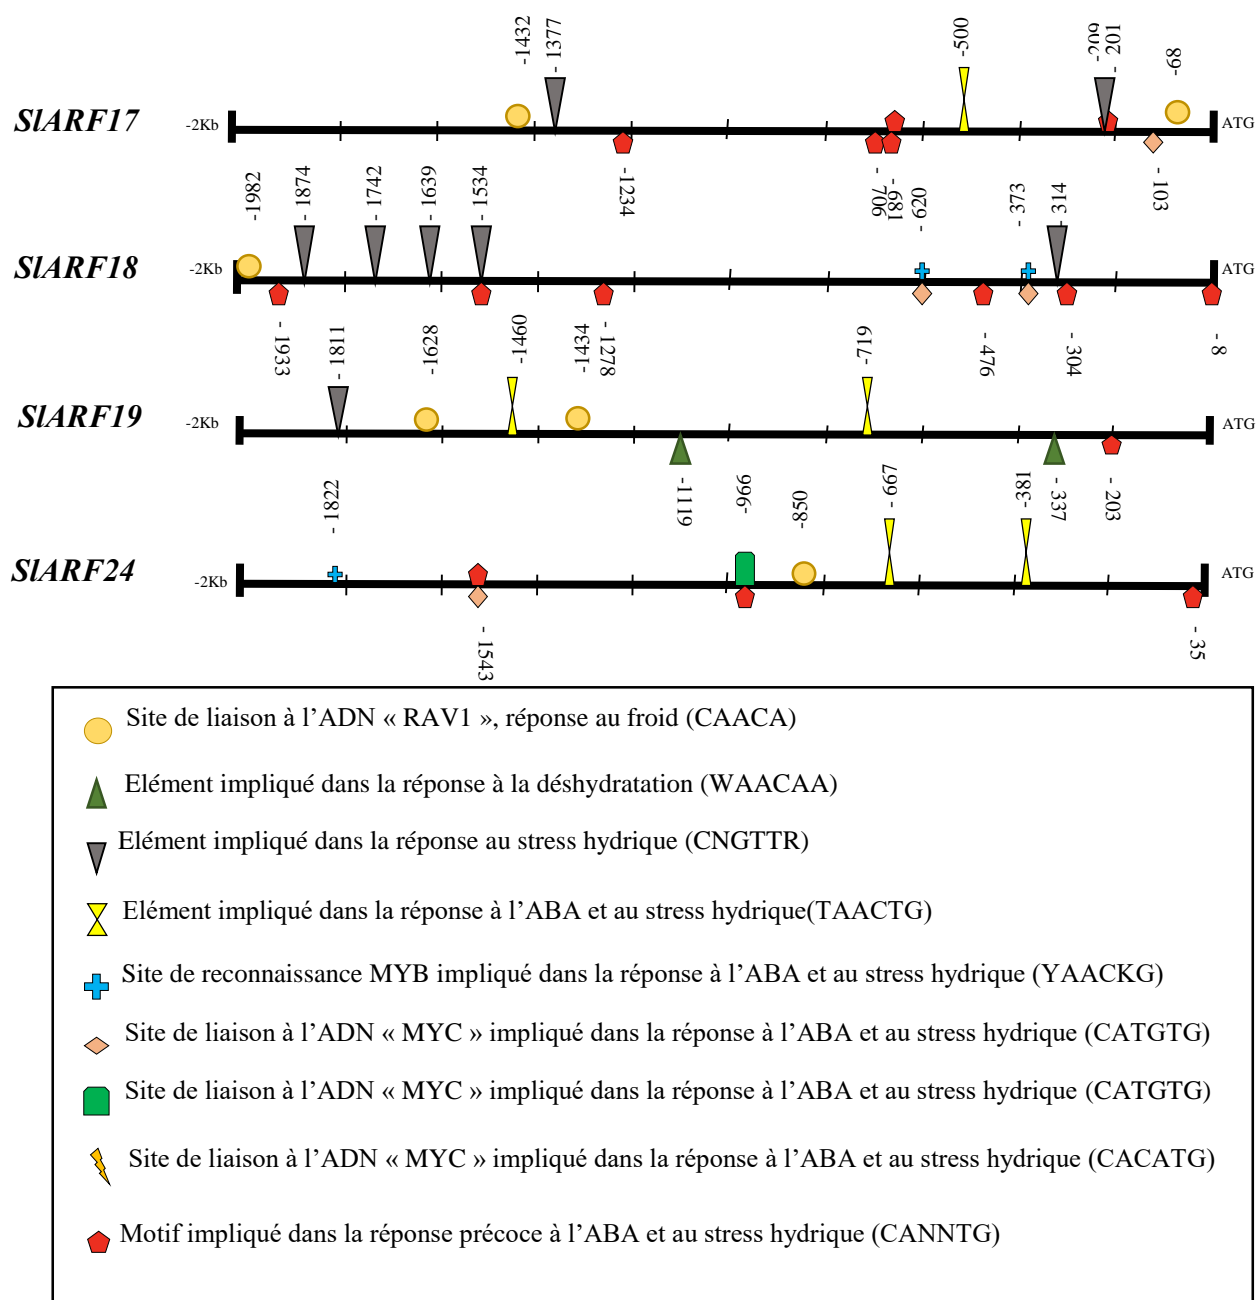 -1432
- 1377
-500
-209
- 201
-68
SlARF17
-2Kb
ATG
- 1234
- 706
-689
- 103
-1982
- 1874
- 1742
- 1639
- 1534
- 620
- 373
- 314
SlARF18
-2Kb
ATG
- 1933
- 1278
- 476
- 304
- 8
- 1811
-1628
- 1460
-1434
-719
SlARF19
-2Kb
ATG
-1119
- 337
- 203
- 1822
-996
-850
- 667
-381
SlARF24
-2Kb
ATG
- 1543
- 35
Site de liaison à l’ADN « RAV1 », réponse au froid (CAACA)
Elément impliqué dans la réponse à la déshydratation (WAACAA)
Elément impliqué dans la réponse au stress hydrique (CNGTTR)
Elément impliqué dans la réponse à l’ABA et au stress hydrique(TAACTG)
Site de reconnaissance MYB impliqué dans la réponse à l’ABA et au stress hydrique (YAACKG)
Site de liaison à l’ADN « MYC » impliqué dans la réponse à l’ABA et au stress hydrique (CATGTG)
Site de liaison à l’ADN « MYC » impliqué dans la réponse à l’ABA et au stress hydrique (CATGTG)
Site de liaison à l’ADN « MYC » impliqué dans la réponse à l’ABA et au stress hydrique (CACATG)
Motif impliqué dans la réponse précoce à l’ABA et au stress hydrique (CANNTG)